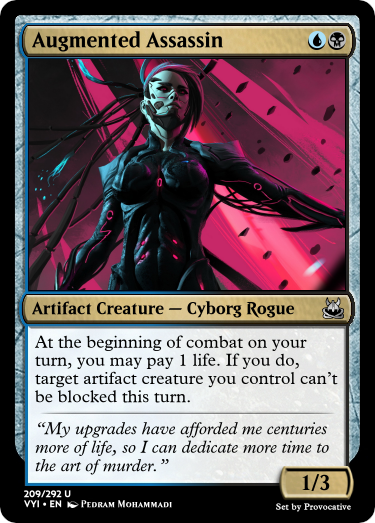 Augmented Assassin
Artifact Creature — Cyborg Rogue
At the beginning of combat on your
turn, you may pay 1 life. If you do,
target artifact creature you control can't
be blocked this turn.
“My upgrades have afforded me centuries
more of life, so I can dedicate more time to
the art of murder.”
1/3
209/292 U
VYI • EN Pedram Mohammadi
Set by Provocative